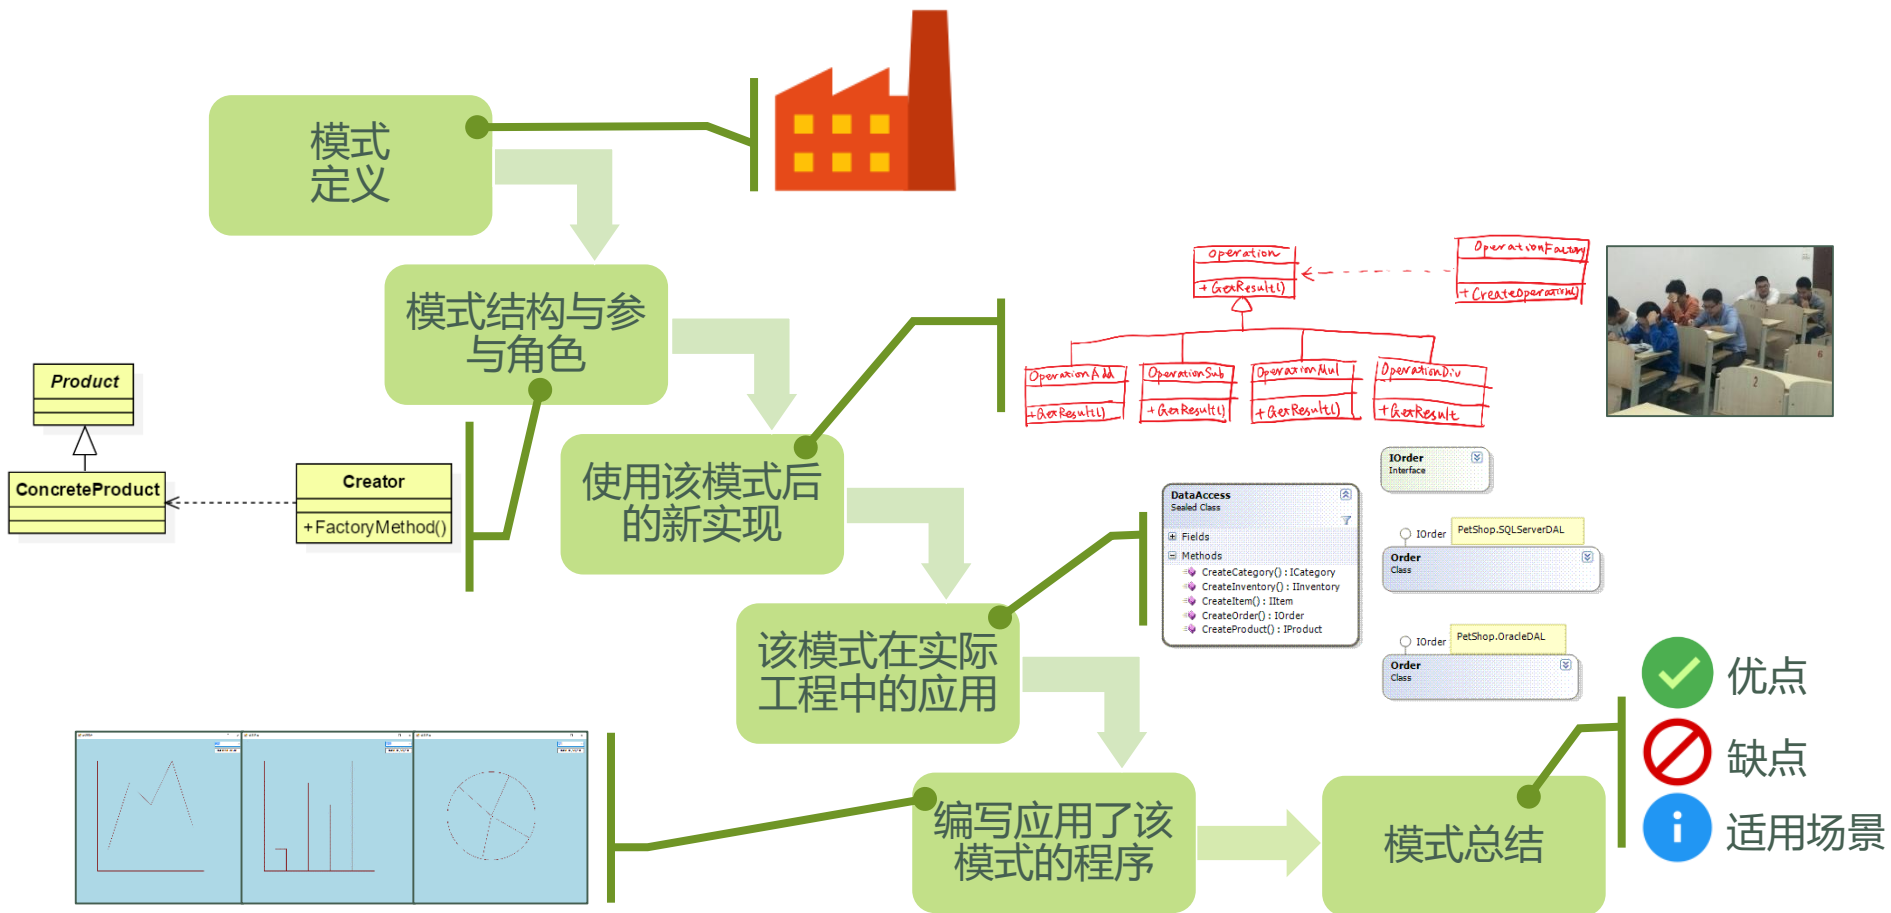 模式
定义
模式结构与参
与角色
Product
ConcreteProduct
Creator
+FactoryMethod()
使用该模式后
的新实现
Operation
+GetResult()
OperationFactory
+CreateOperation()
OperationAdd
+GetResult()
OperationSub
+GetResult()
OperationMul
+GetResult()
OperationDiv
+GetResult
2
6
该模式在实际
工程中的应用
DataAccess
Sealed Class
Fields
Methods
CreateCategory() : ICategory
CreateInventory() : IInventory
CreateItem() : IItem
CreateOrder() : IOrder
CreateProduct() : IProduct
IOrder
Interface
IOrder
PetShop.SQLServerDAL
Order
Class
IOrder
PetShop.OracleDAL
Order
Class
编写应用了该
模式的程序
模式总结
优点
缺点
适用场景